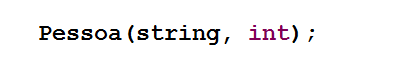 Pessoa(string, int);